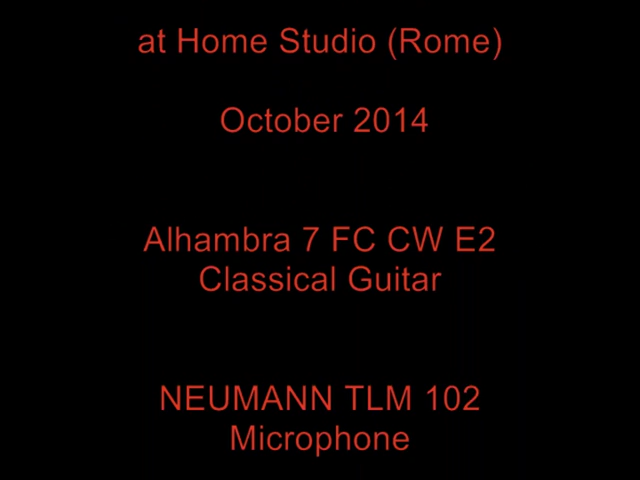 at Home Studio (Rome)
October 2014
Alhambra 7 FC CW E2
Classical Guitar
NEUMANN TLM 102
Microphone